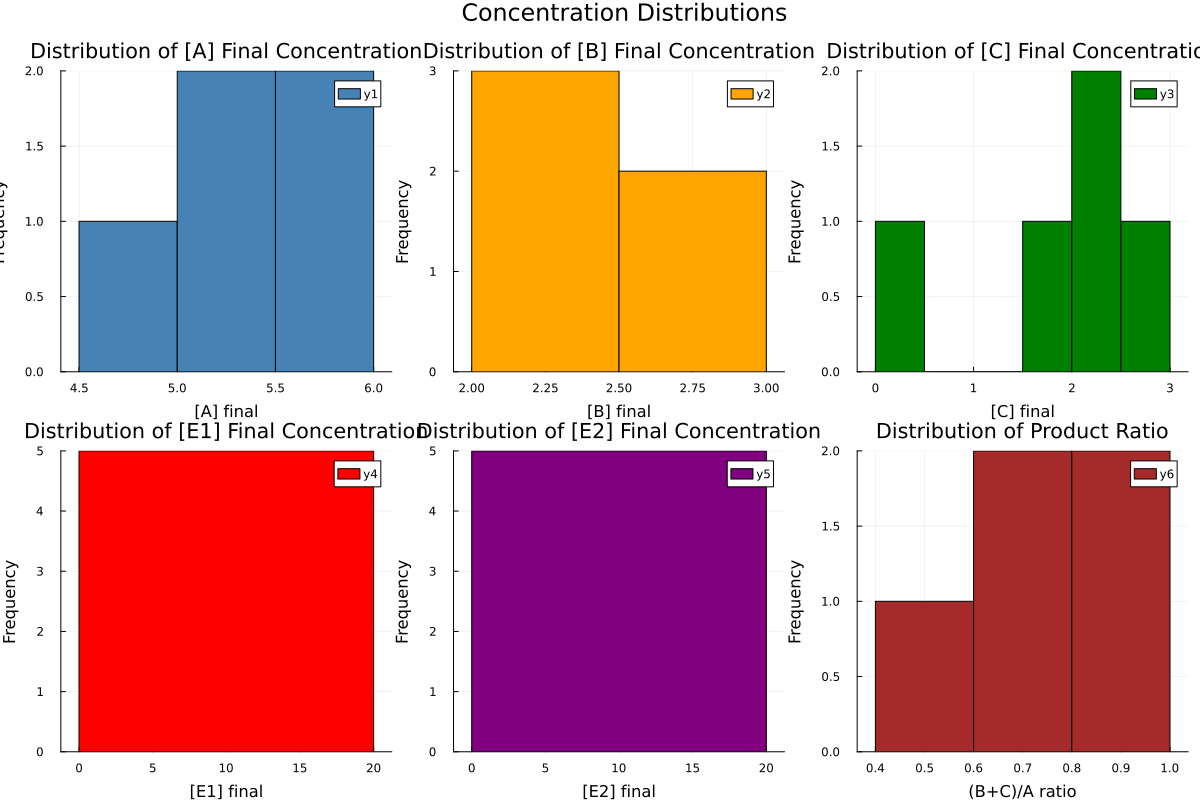 Concentration Distributions
Distribution of [A] Final Concentration
2.0
1.5
1.0
0.5
0.0
y1
4.5 5.0 5.5 6.0
[A] final
Distribution of [B] Final Concentration
Frequency
3
2
1
0
y2
2.00 2.25 2.50 2.75 3.00
[B] final
Distribution of [C] Final
Frequency
2.0
1.5
1.0
0.5
0.0
y3
0 1 2 3
[C] final
Distribution of [E1] Final Concentration
Frequency
5
4
3
2
1
0
y4
0 5 10 15 20
[E1] final
Distribution of [E2] Final Concentration
Frequency
5
4
3
2
1
0
y5
0 5 10 15 20
[E2] final
Distribution of Product Ratio
Frequency
2.0
1.5
1.0
0.5
0.0
y6
0.4 0.5 0.6 0.7 0.8 0.9 1.0
(B+C)/A ratio